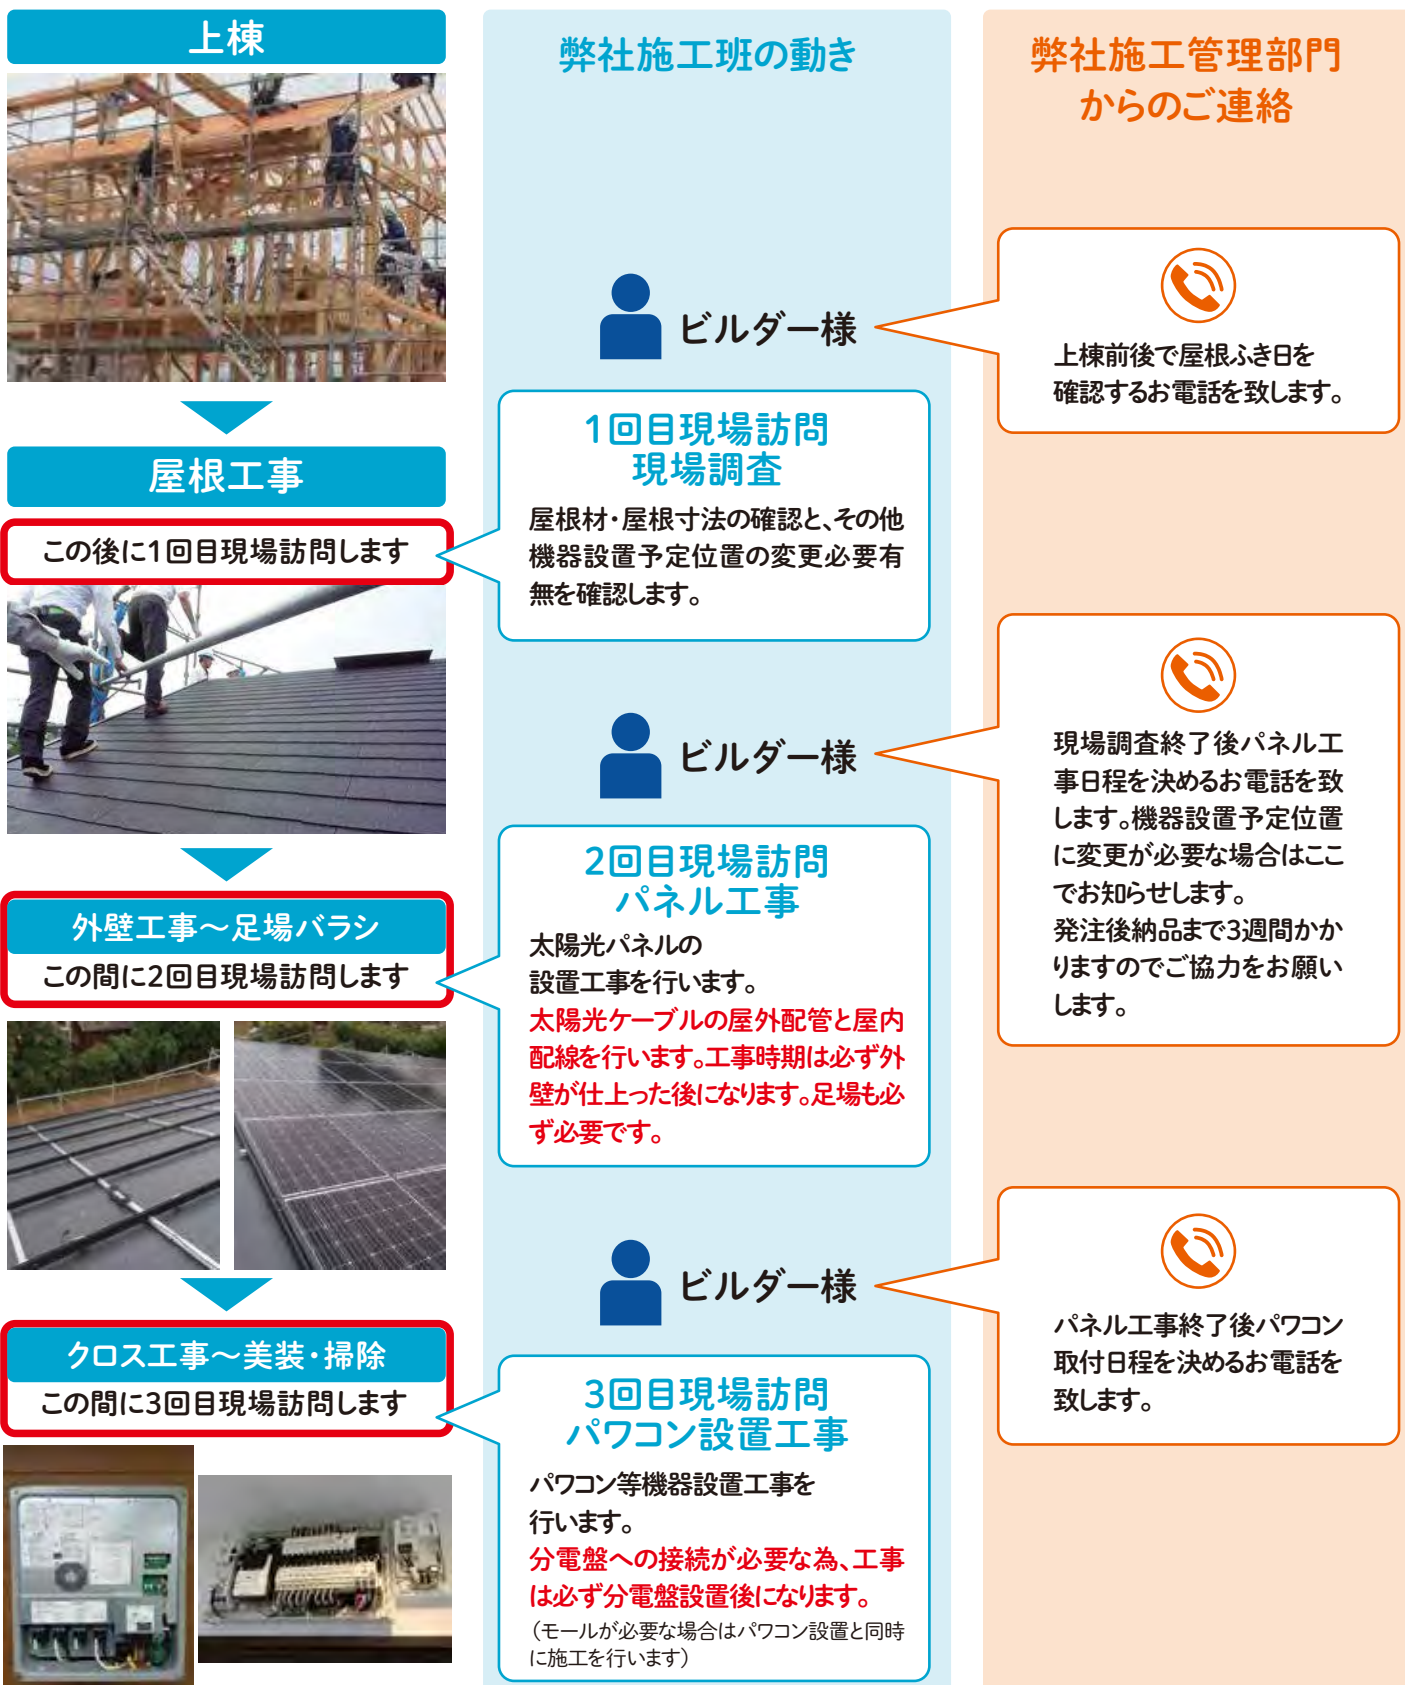 上棟
弊社施工班の動き
弊社施工管理部門
からのご連絡
ビルダー様
上棟前後で屋根ふき日を
確認するお電話を致します。
屋根工事
この後に1回目現場訪問します
1回目現場訪問
現場調査
屋根材・屋根寸法の確認と、その他
機器設置予定位置の変更必要有
無を確認します。
ビルダー様
現場調査終了後パネル工
事日程を決めるお電話を致
します。機器設置予定位置
に変更が必要な場合はここ
でお知らせします。
発注後納品まで3週間かか
りますのでご協力をお願い
します。
外壁工事～足場バラシ
この間に2回目現場訪問します
2回目現場訪問
パネル工事
太陽光パネルの
設置工事を行います。
太陽光ケーブルの屋外配管と屋内
配線を行います。工事時期は必ず外
壁が仕上った後になります。足場も必
ず必要です。
ビルダー様
パネル工事終了後パワコン
取付日程を決めるお電話を
致します。
クロス工事～美装・掃除
この間に3回目現場訪問します
3回目現場訪問
パワコン設置工事
パワコン等機器設置工事を
行います。
分電盤への接続が必要な為、工事
は必ず分電盤設置後になります。
（モールが必要な場合はパワコン設置と同時
に施工を行います）